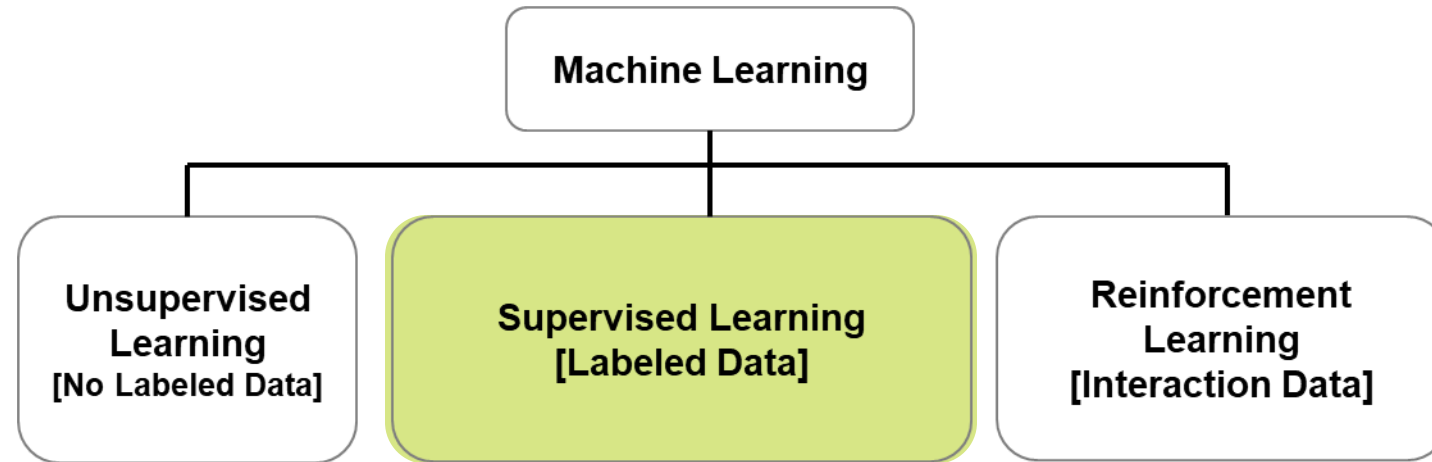 Machine Learning
Unsupervised
Learning
[No Labeled Data]
Supervised Learning
[Labeled Data]
Reinforcement
Learning
[Interaction Data]